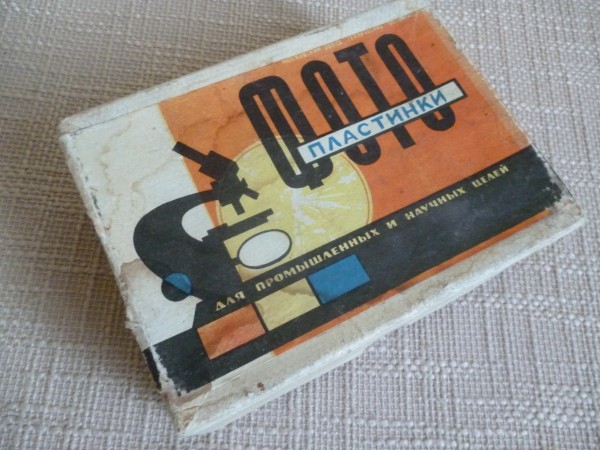 ФОТО
ПЛАСТИНКИ
ДЛЯ ПРОМЫШЛЕННЫХ И НАУЧНЫХ ЦЕЛЕЙ